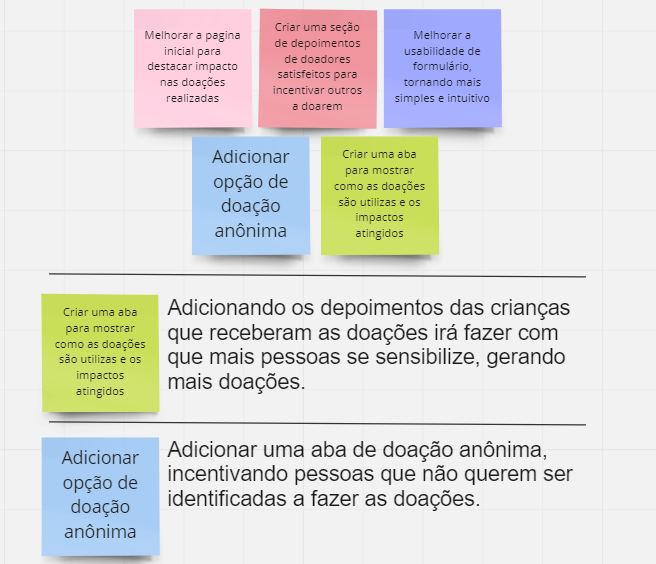 Melhorar a pagina
inicial para
destacar impacto
nas doações
realizadas
Criar uma seção
de depoimentos
de doadores
satisfeitos para
incentivar outros
a doarem
Melhorar a
usabilidade de
formulário,
tornando mais
simples e intuitivo
Adicionar
opção de
doação
anônima
Criar uma aba
para mostrar
como as doações
são utilizas e os
impactos
atingidos
Criar uma aba
para mostrar
como as doações
são utilizas e os
impactos
atingidos
Adicionando os depoimentos das crianças
que receberam as doações irá fazer com
que mais pessoas se sensibilize, gerando
mais doações.
Adicionar
opção de
doação
anônima
Adicionar uma aba de doação anônima,
incentivando pessoas que não querem ser
identificadas a fazer as doações.